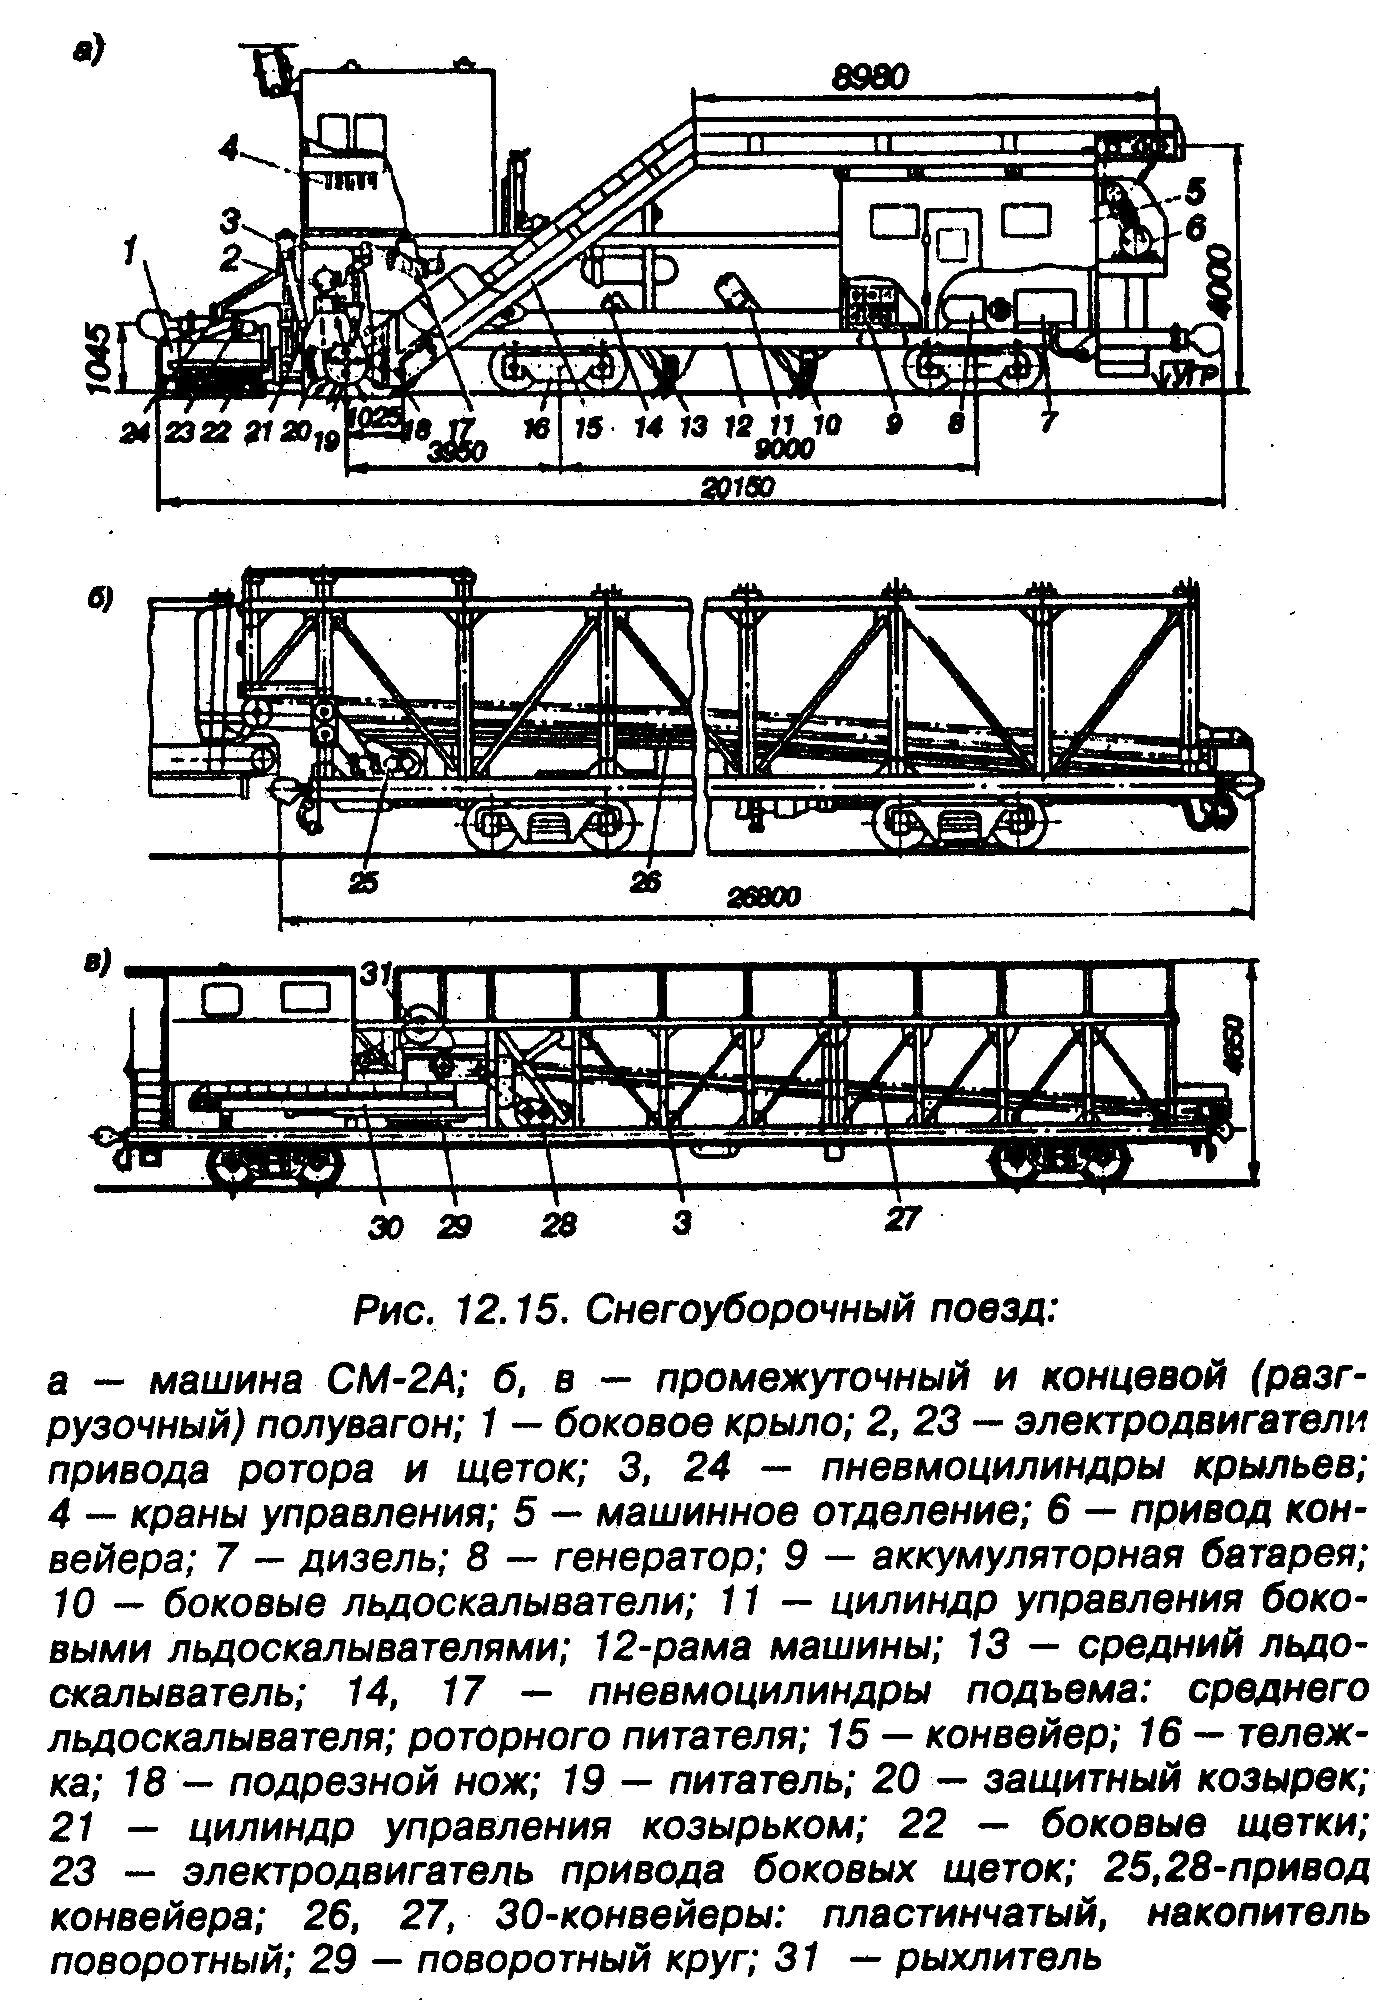 а)
8980
4
5
3
6
1
2
4000
1045
УГР
1025
24 23 22 21 20 19 18 17 16 15 14 13 12 11 10 9 8 7
3950
9000
20150
б)
25
26
26800
в)
31
4650
30 29 28 3 27
Рис. 12.15. Снегоуборочный поезд:
а — машина СМ-2А; б, в — промежуточный и концевой (разг-
рузочный) полувагон; 1 — боковое крыло; 2, 23 — электродвигатели
привода ротора и щеток; 3, 24 — пневмоцилиндры крыльев;
4 — краны управления; 5 — машинное отделение; 6 — привод кон-
вейера; 7 — дизель; 8 — генератор; 9 — аккумуляторная батарея;
10 — боковые льдоскалыватели; 11 — цилиндр управления боко-
выми льдоскалывателями; 12-рама машины; 13 — средний льдо-
скалыватель; 14, 17 — пневмоцилиндры подъема: среднего
льдоскалывателя; роторного питателя; 15 — конвейер; 16 — тележ-
ка; 18 — подрезной нож; 19 — питатель; 20 — защитный козырек;
21 — цилиндр управления козырьком; 22 — боковые щетки;
23 — электродвигатель привода боковых щеток; 25,28-привод
конвейера; 26, 27, 30-конвейеры: пластинчатый, накопитель
поворотный; 29 — поворотный круг; 31 — рыхлитель